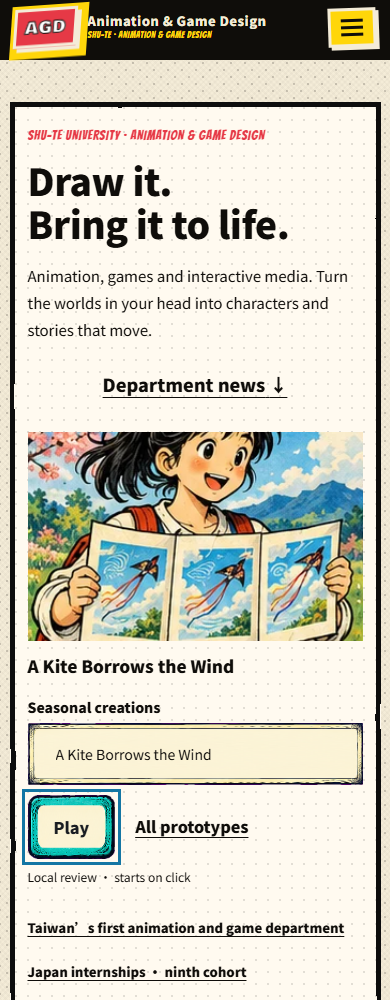 AGD
Animation & Game Design
SHU-TE · ANIMATION & GAME DESIGN
SHU-TE UNIVERSITY · ANIMATION & GAME DESIGN
Draw it.
Bring it to life.
Animation, games and interactive media. Turn
the worlds in your head into characters and
stories that move.
Department news ↓
A Kite Borrows the Wind
Seasonal creations
A Kite Borrows the Wind
Play
All prototypes
Local review · starts on click
Taiwan’s first animation and game department
Japan internships · ninth cohort